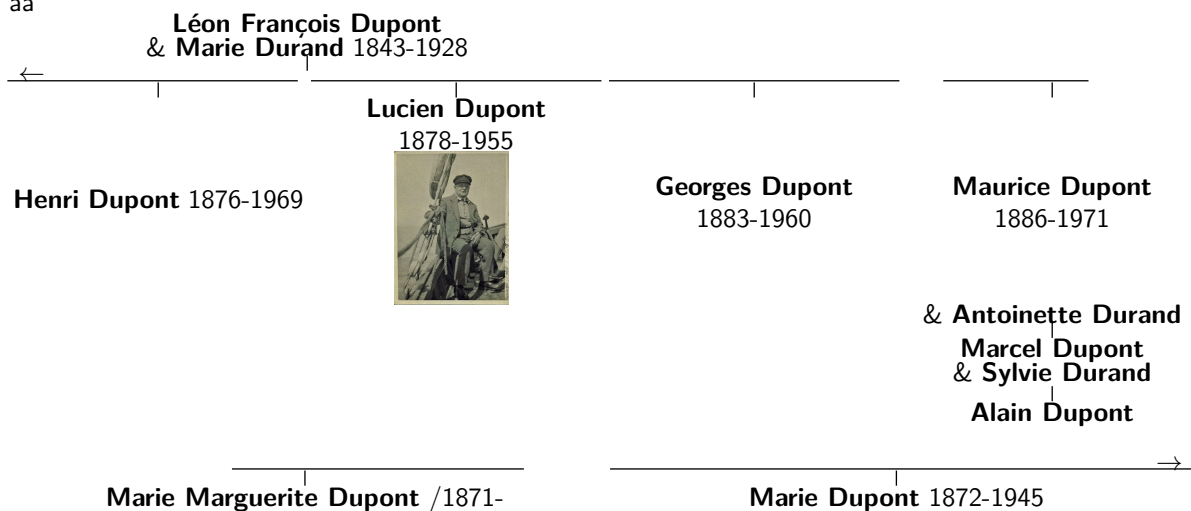 aa
Léon François Dupont
& Marie Durand 1843-1928
←
Lucien Dupont
1878-1955
Henri Dupont 1876-1969
Georges Dupont
1883-1960
Maurice Dupont
1886-1971
& Antoinette Durand
Marcel Dupont
& Sylvie Durand
Alain Dupont
→
Marie Marguerite Dupont /1871-
Marie Dupont 1872-1945